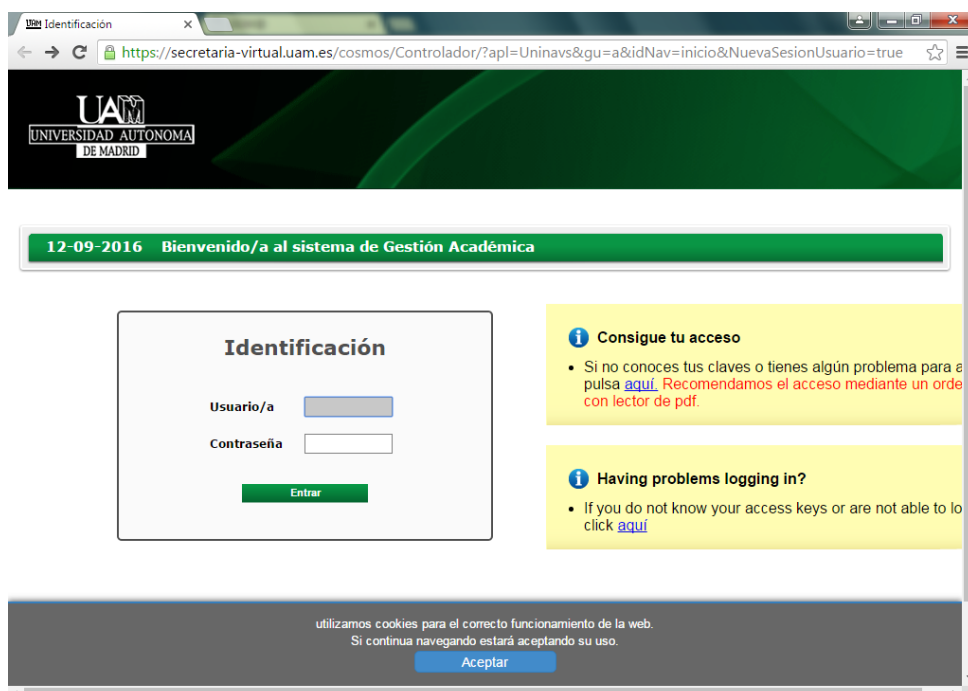 UAM Identificación
https://secretaria-virtual.uam.es/cosmos/Controlador/?apl=Uninavs&gu=a&idNav=inicio&NuevaSesionUsuario=true
UAM
UNIVERSIDAD AUTONOMA
DE MADRID
12-09-2016 Bienvenido/a al sistema de Gestión Académica
Identificación
Usuario/a
Contraseña
Entrar
Consigue tu acceso
• Si no conoces tus claves o tienes algún problema para a
pulsa aquí. Recomendamos el acceso mediante un orde
con lector de pdf.
Having problems logging in?
• If you do not know your access keys or are not able to lo
click aquí
utilizamos cookies para el correcto funcionamiento de la web.
Si continua navegando estará aceptando su uso.
Aceptar